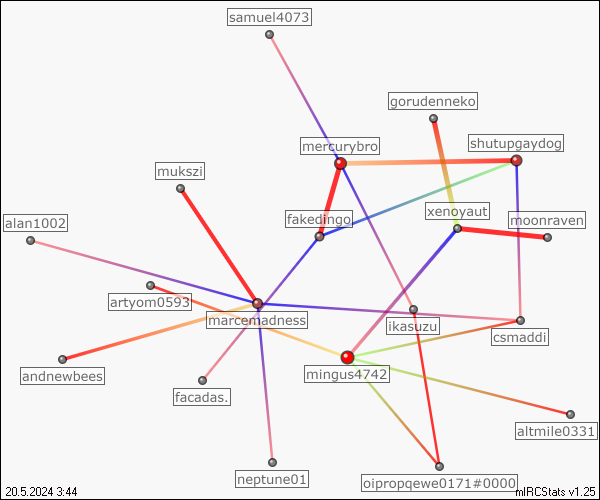 samuel4073
gorudenneko
mercurybro
shutupgaydog
mukszi
xenoyaut
fakedingo
moonraven
alan1002
artyom0593
marcemadness
ikasuzu
csmaddi
mingus4742
andnewbees
facadas.
altmile0331
neptune01
oipropqewe0171#0000
20.5.2024 3:44
mIRCStats v1.25